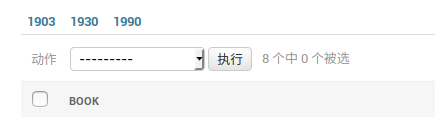 1903 1930 1990
动作 --------- 执行 8 个中 0 个被选
BOOK